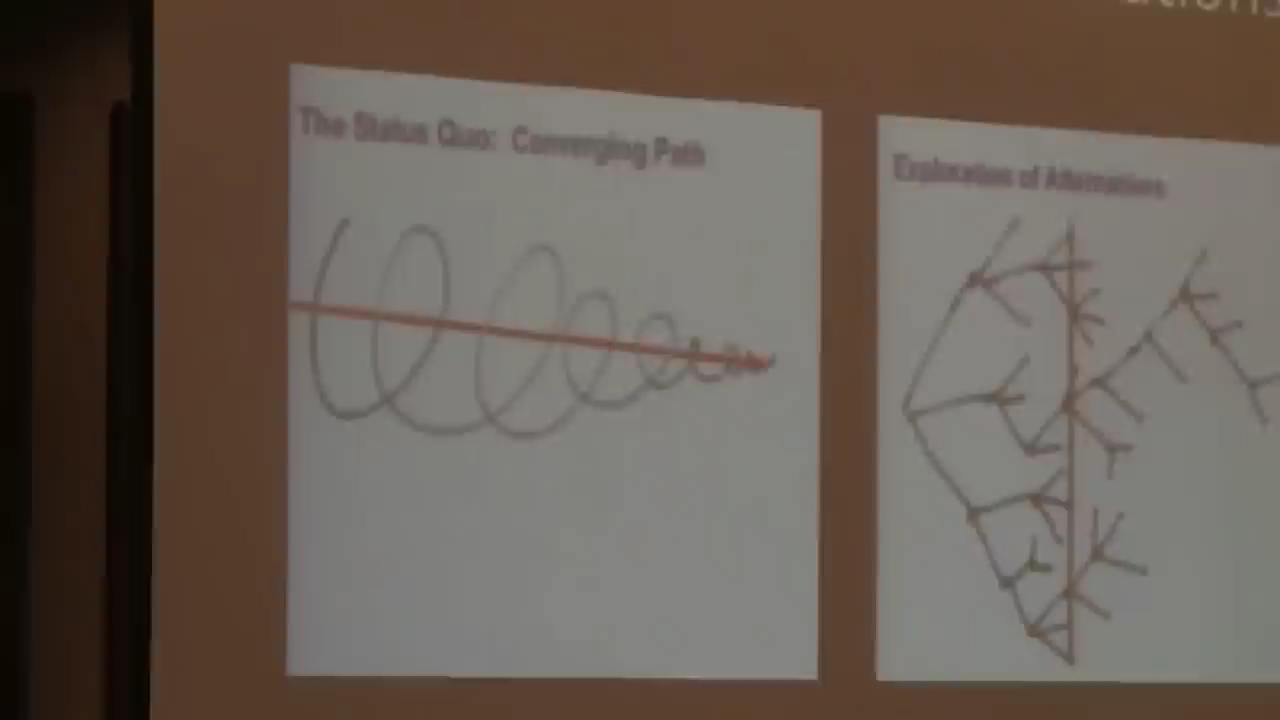 The Status Quo: Converging Path
Exploration of Alternatives